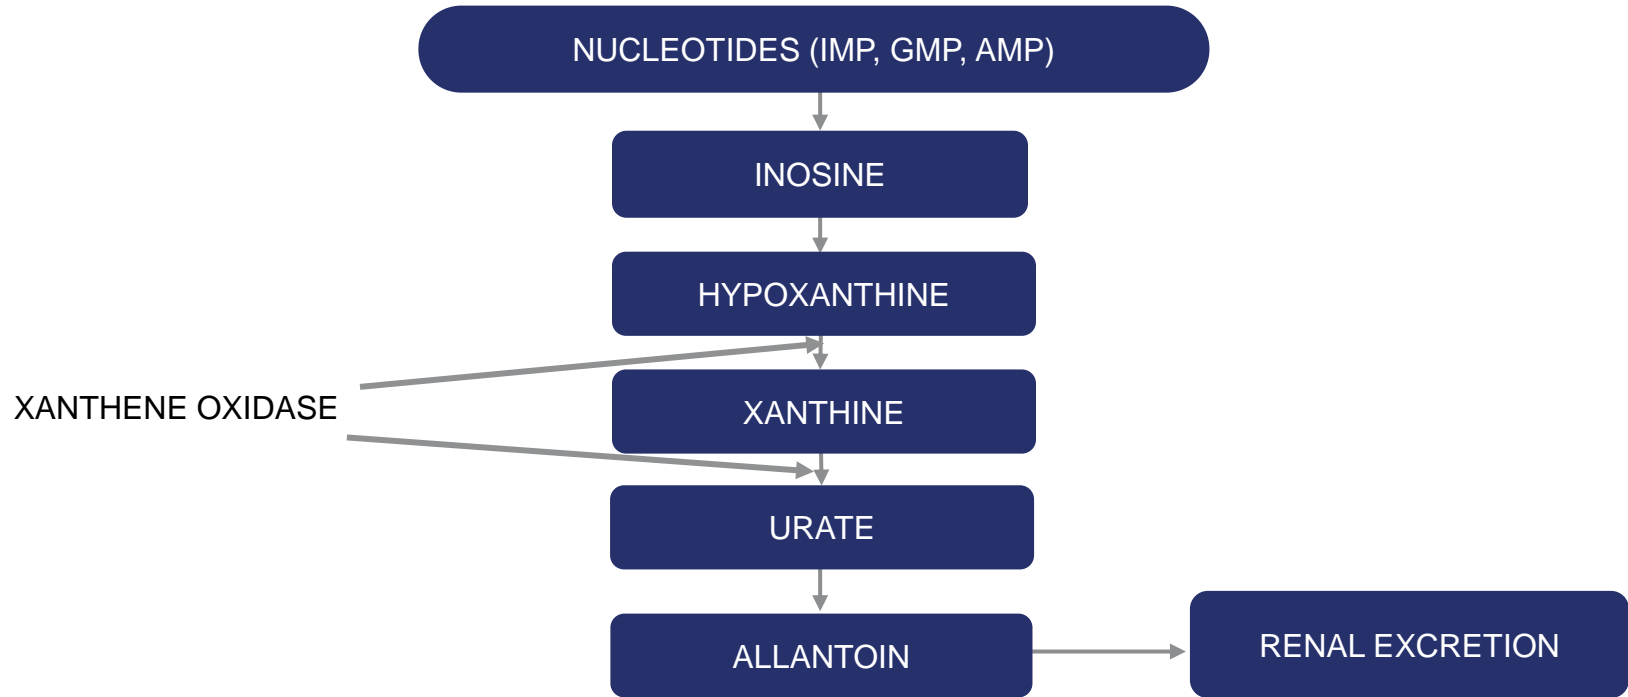 NUCLEOTIDES (IMP, GMP, AMP)
INOSINE
HYPOXANTHINE
XANTHENE OXIDASE
XANTHINE
URATE
ALLANTOIN
RENAL EXCRETION